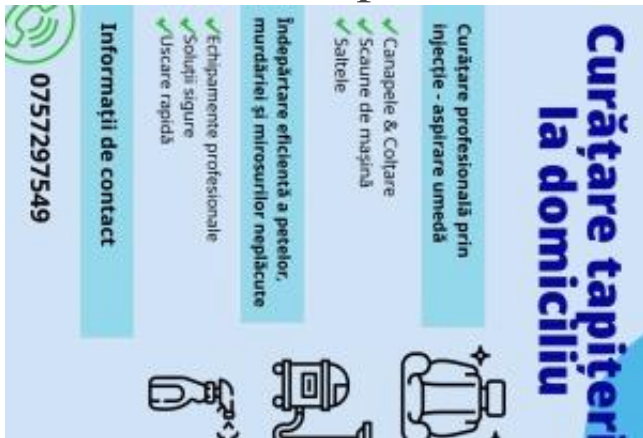 Curățare tapițeri
la domiciliu
Curățare profesională prin
injecție - aspirare umedă
Canapele & Colțare
Scaune de mașină
Saltele
Îndepărtare eficientă a petelor,
murdăriei și mirosurilor neplăcute
Echipamente profesionale
Soluții sigure
Uscare rapidă
Informații de contact
0757297549